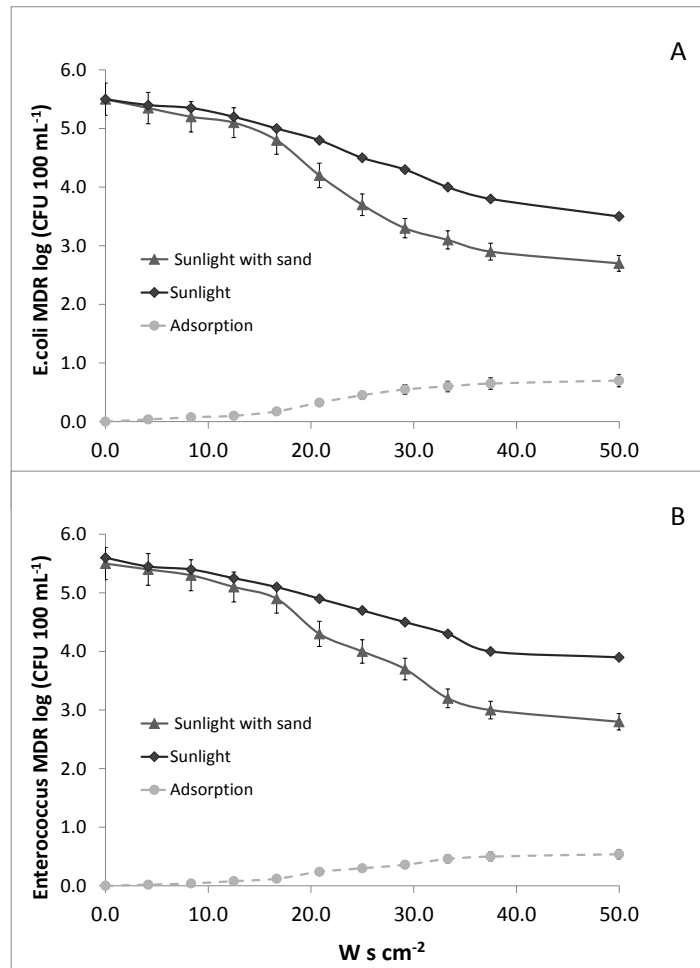 A
6.0
5.0
4.0
3.0
2.0
1.0
0.0
E.coli MDR log (CFU 100 mL⁻¹)
Sunlight with sand
Sunlight
Adsorption
0.0 10.0 20.0 30.0 40.0 50.0
B
6.0
5.0
4.0
3.0
2.0
1.0
0.0
Enterococcus MDR log (CFU 100 mL⁻¹)
Sunlight with sand
Sunlight
Adsorption
0.0 10.0 20.0 30.0 40.0 50.0
W s cm⁻²